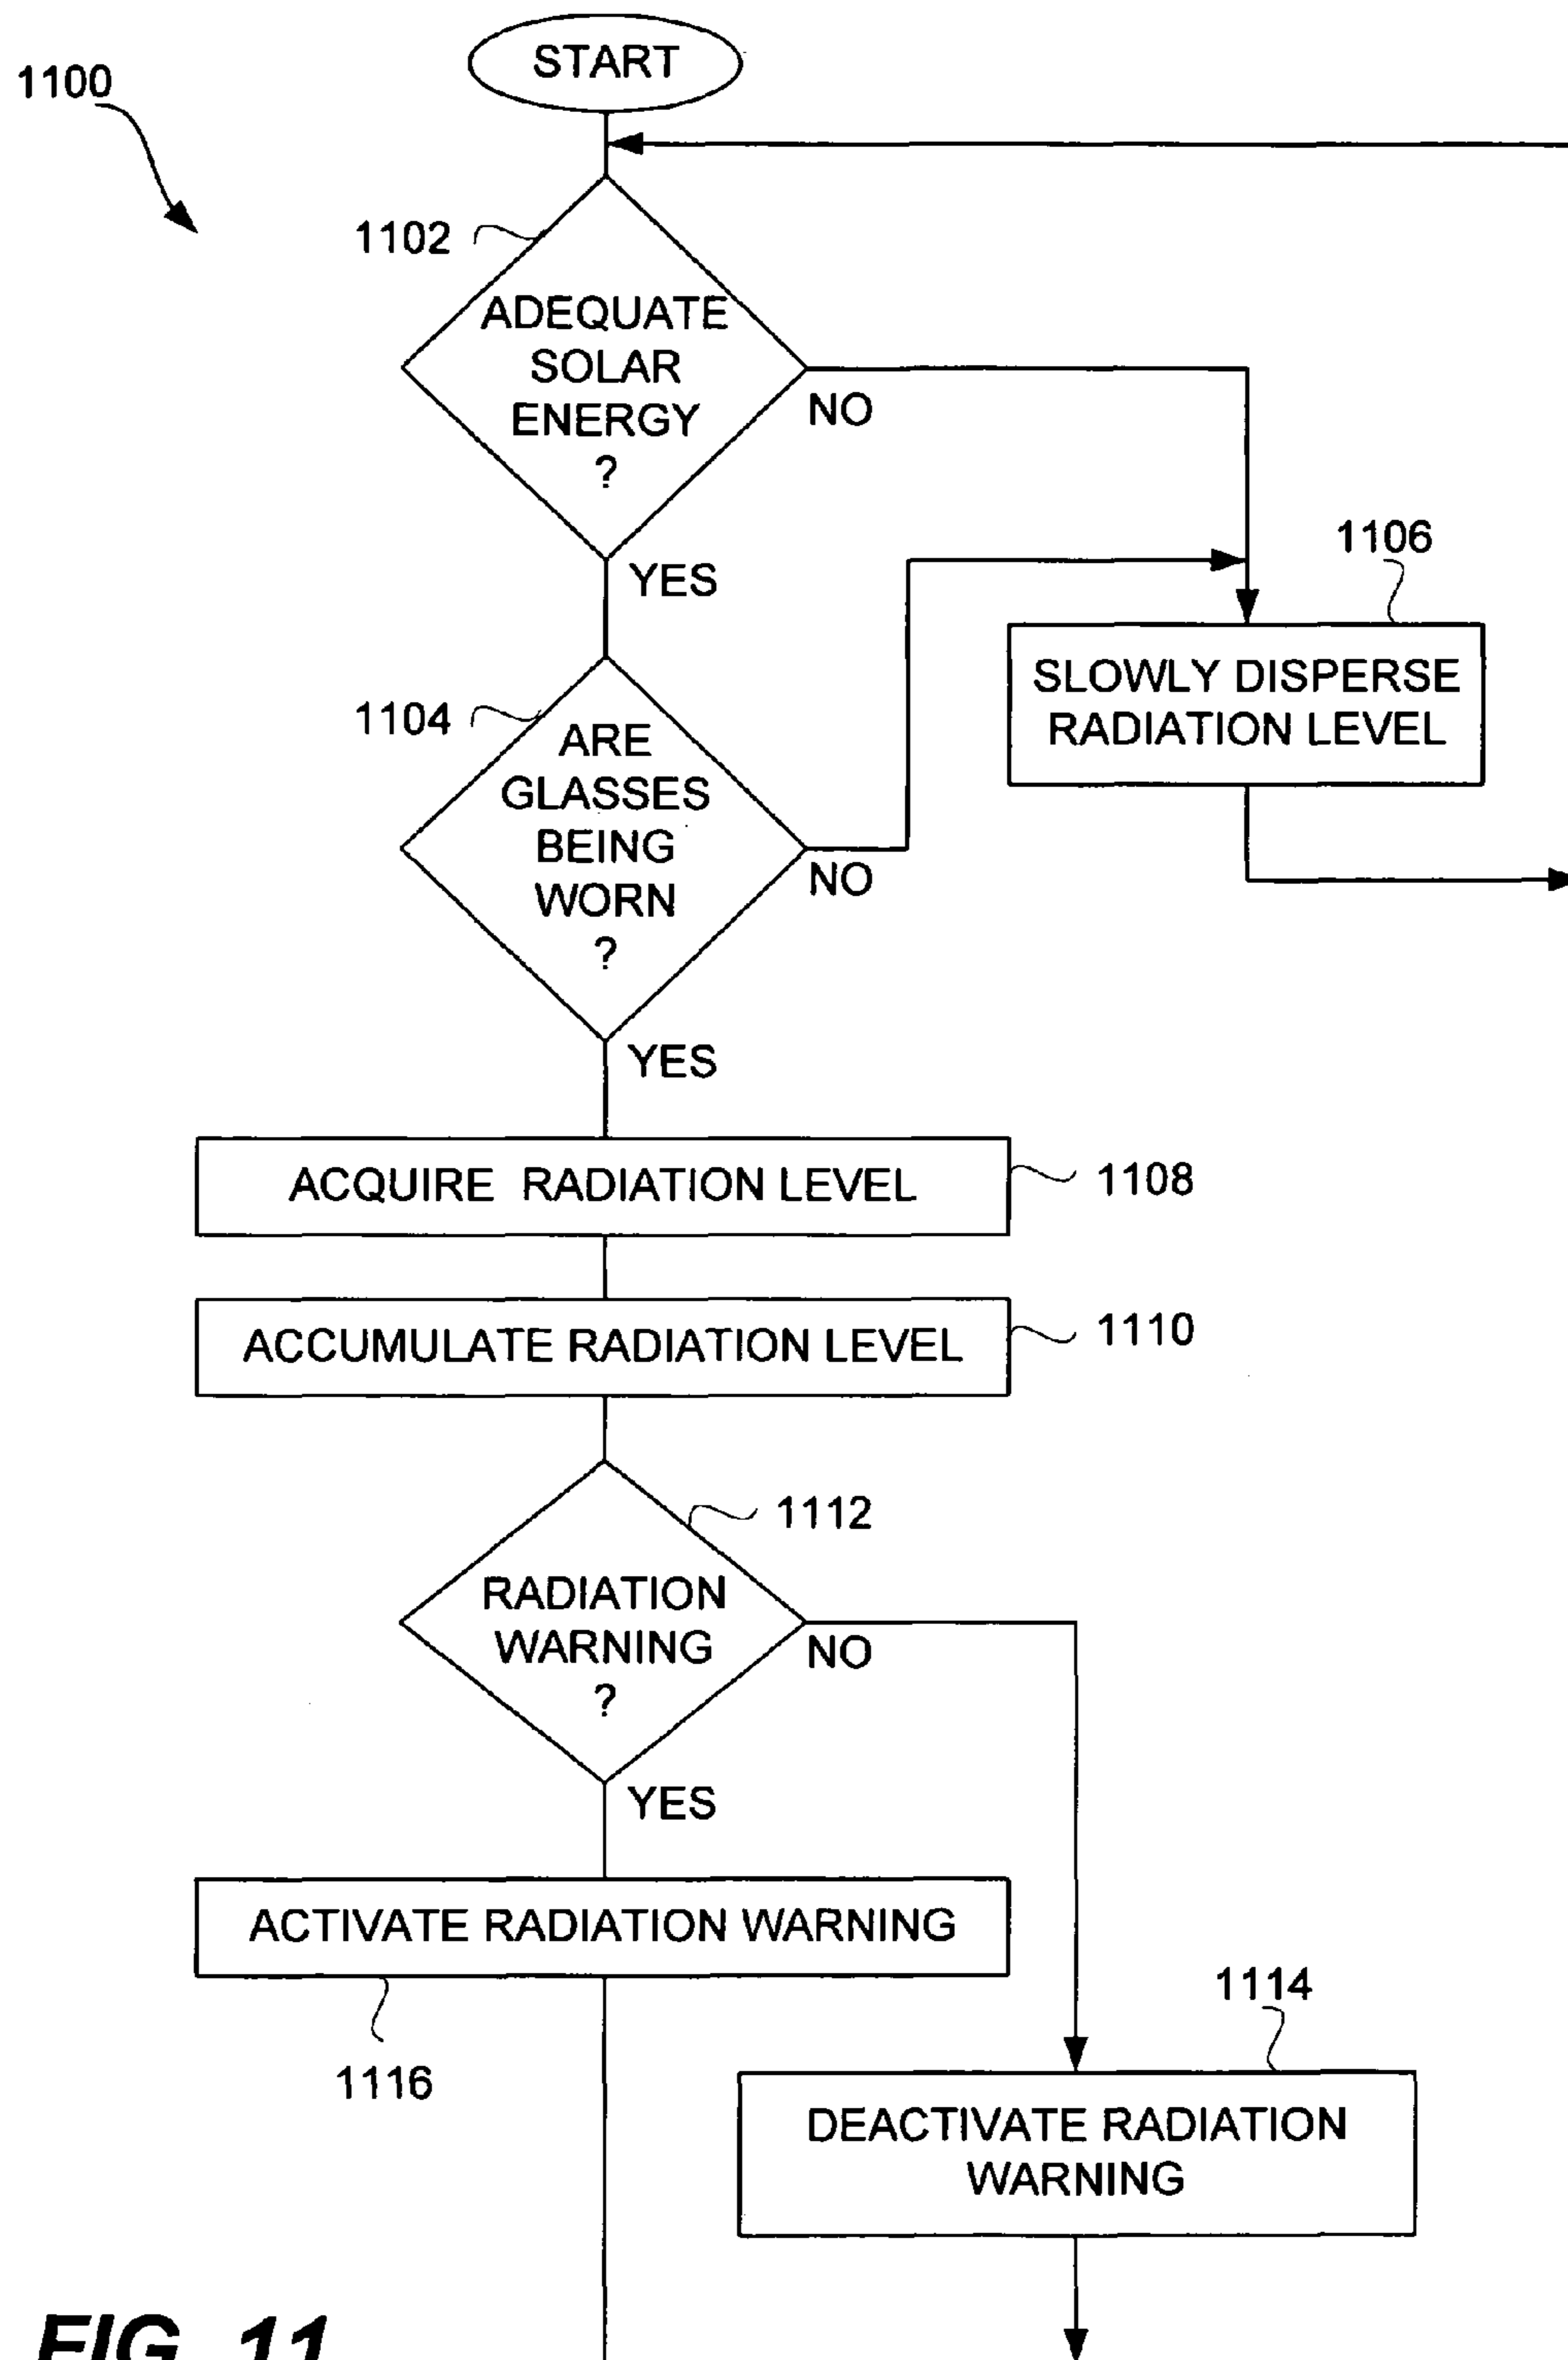 START
1100
1102
ADEQUATE
SOLAR
ENERGY
?
NO
YES
1106
SLOWLY DISPERSE
RADIATION LEVEL
1104
ARE
GLASSES
BEING
WORN
?
NO
YES
ACQUIRE RADIATION LEVEL
1108
ACCUMULATE RADIATION LEVEL
1110
1112
RADIATION
WARNING
?
NO
YES
ACTIVATE RADIATION WARNING
1116
1114
DEACTIVATE RADIATION
WARNING
FIG. 11